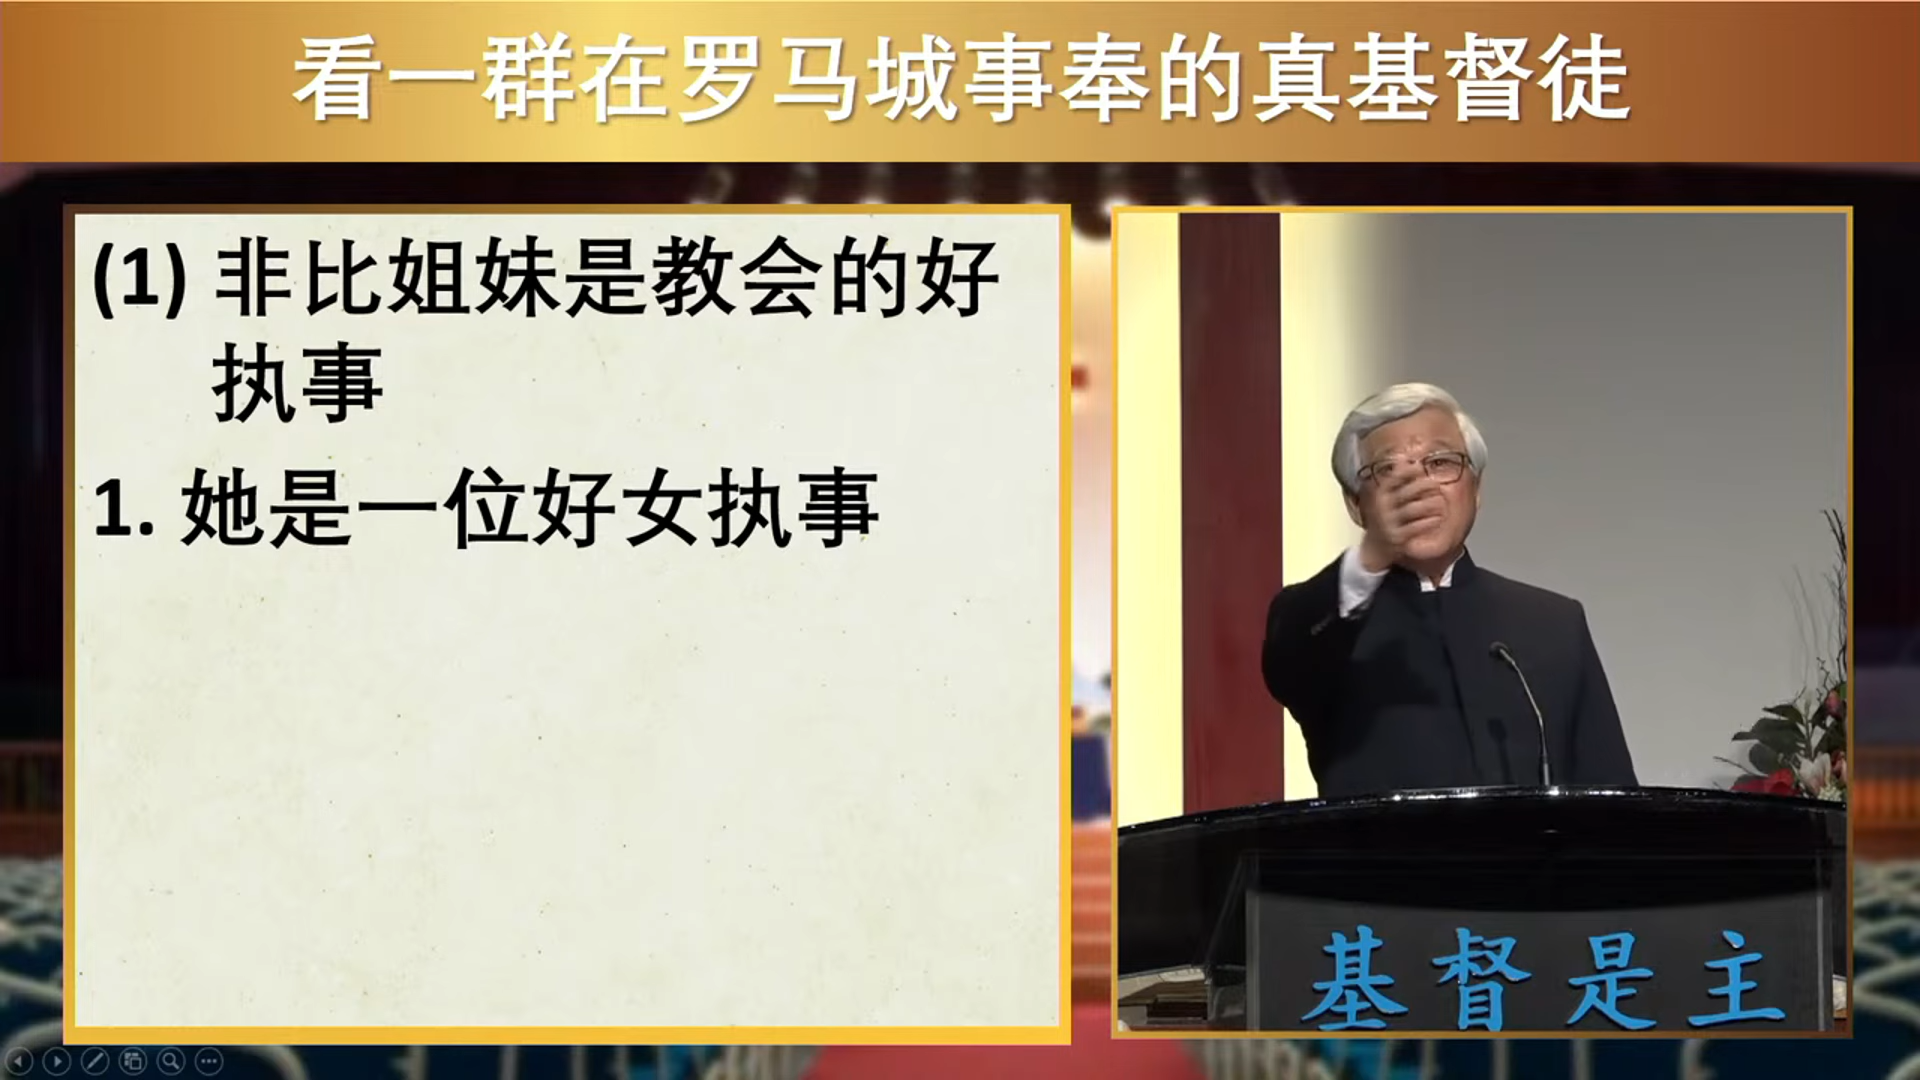 看一群在罗马城事奉的真基督徒
(1) 非比姐妹是教会的好
执事
1. 她是一位好女执事
基督是主